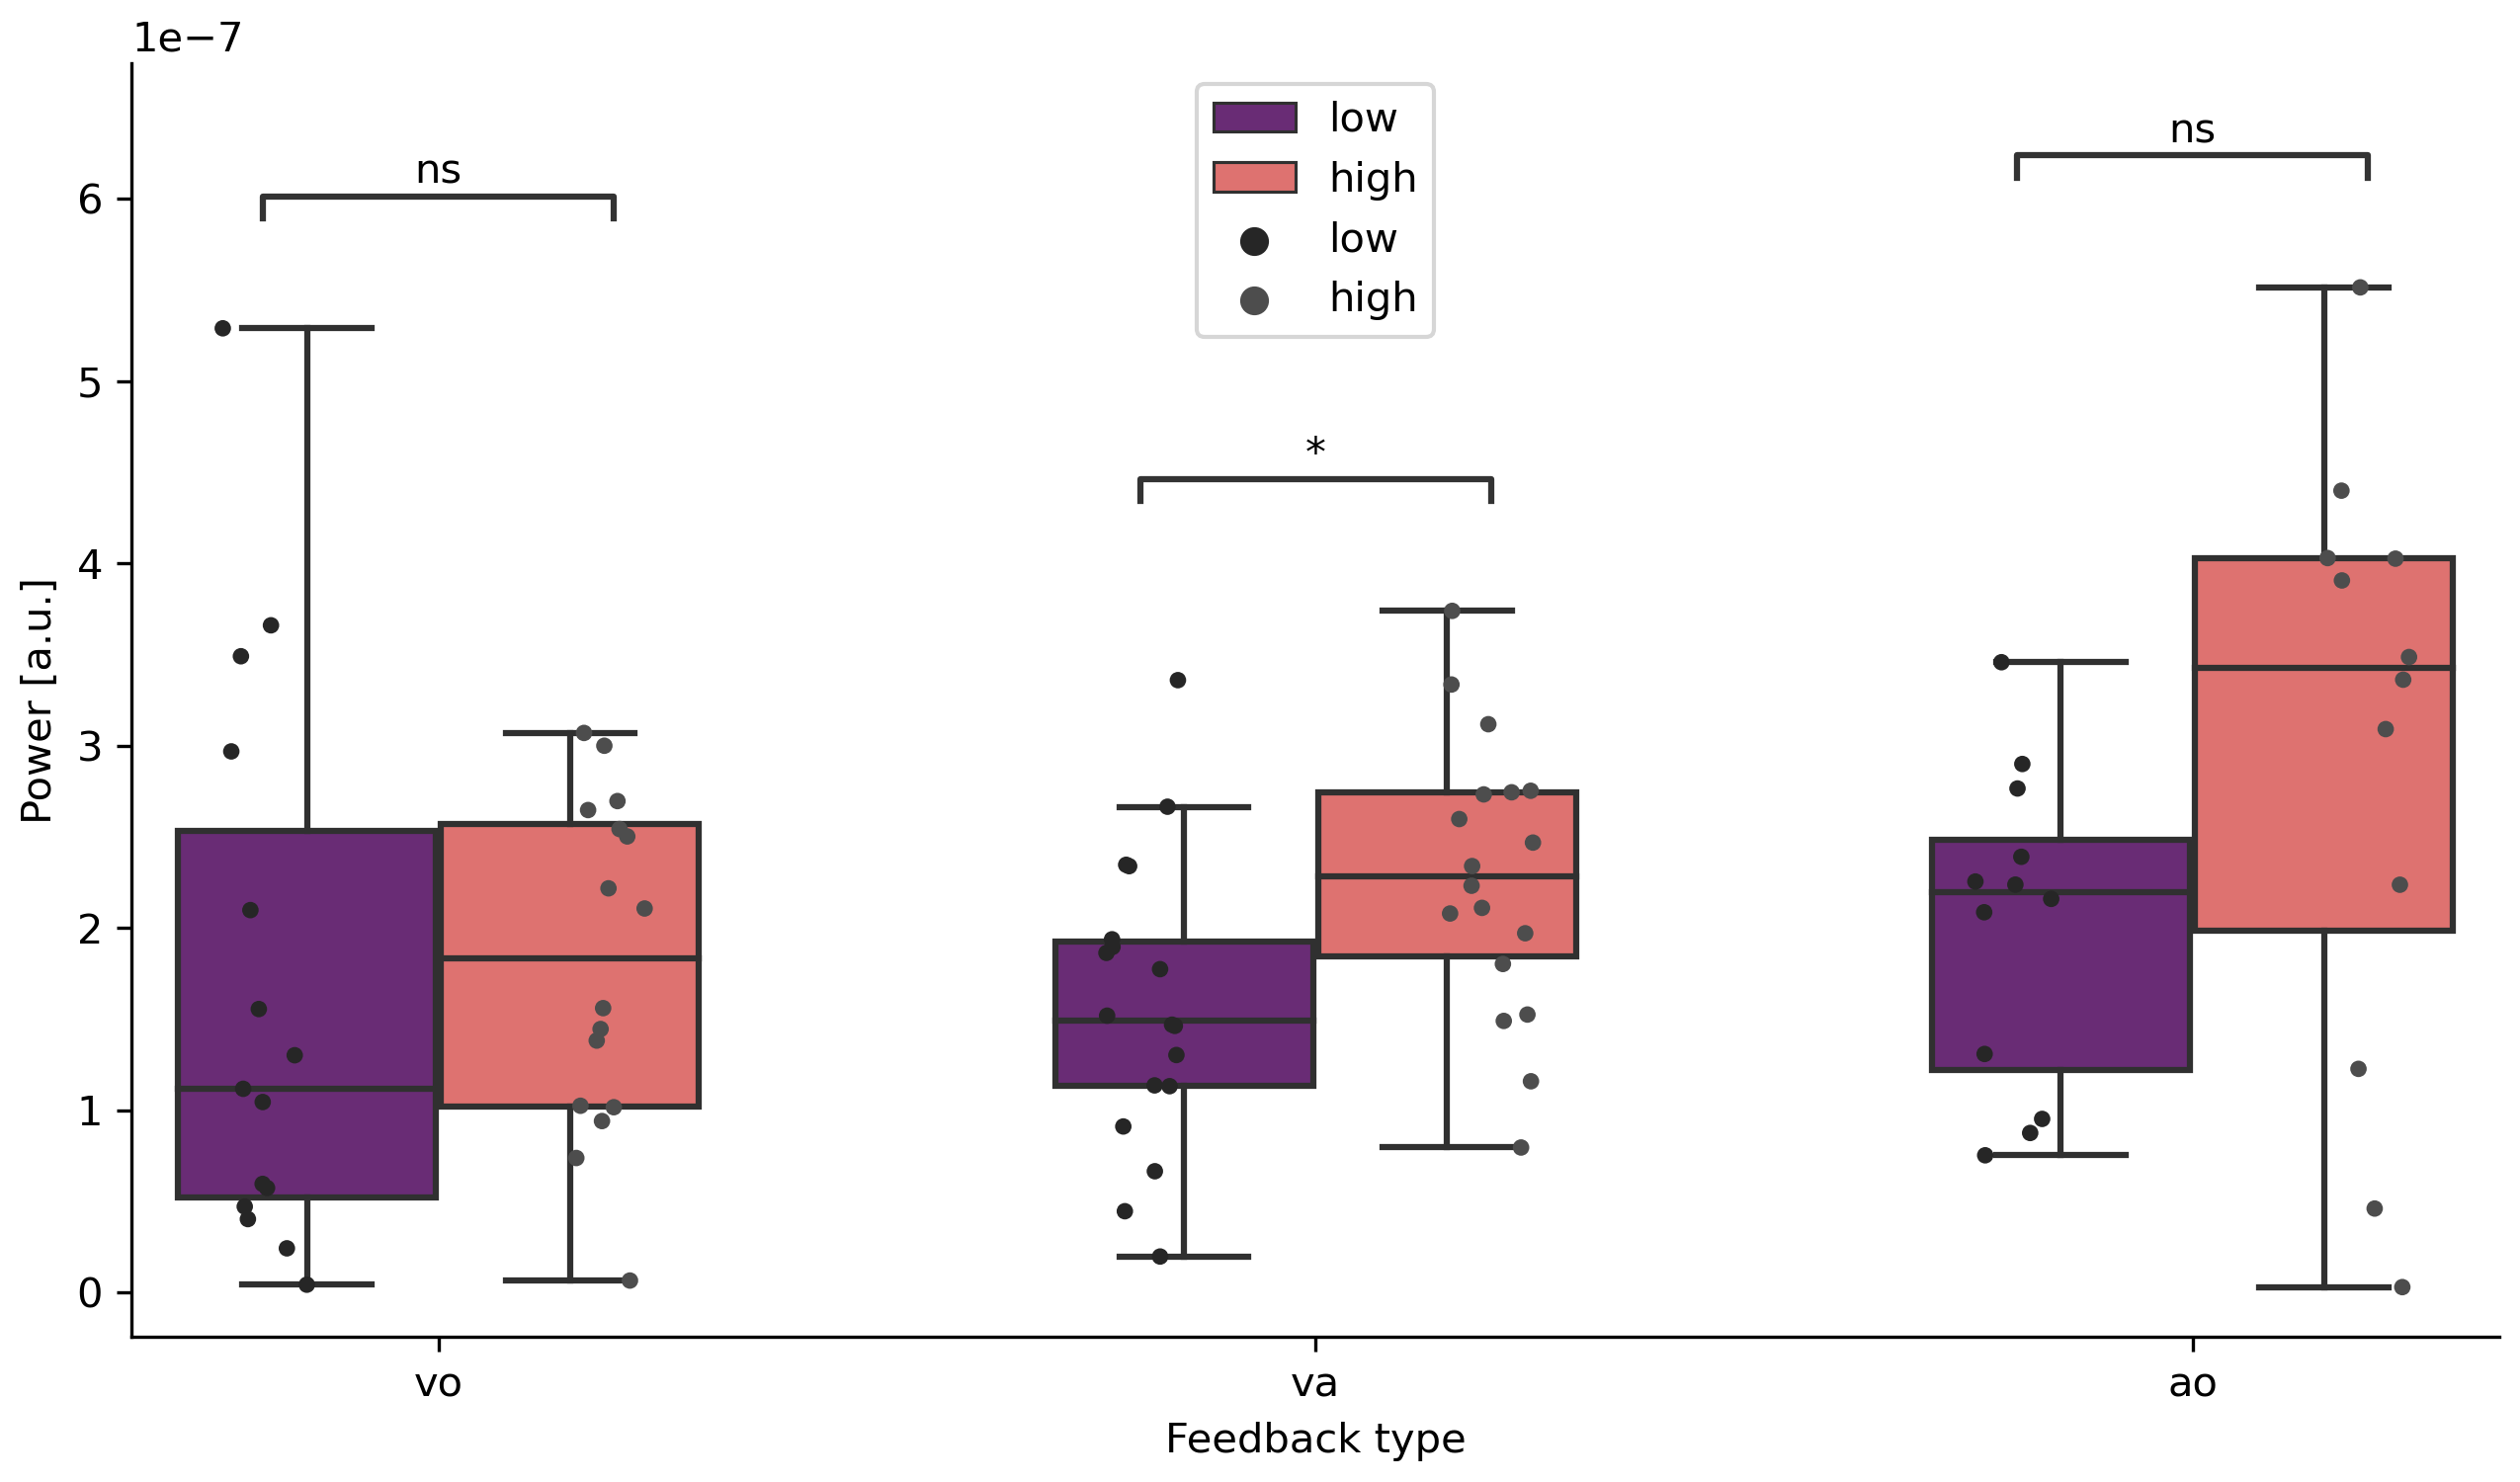 1e−7
ns
low
high
low
high
ns
*
6
5
4
3
2
1
0
Power [a.u.]
vo
va
ao
Feedback type